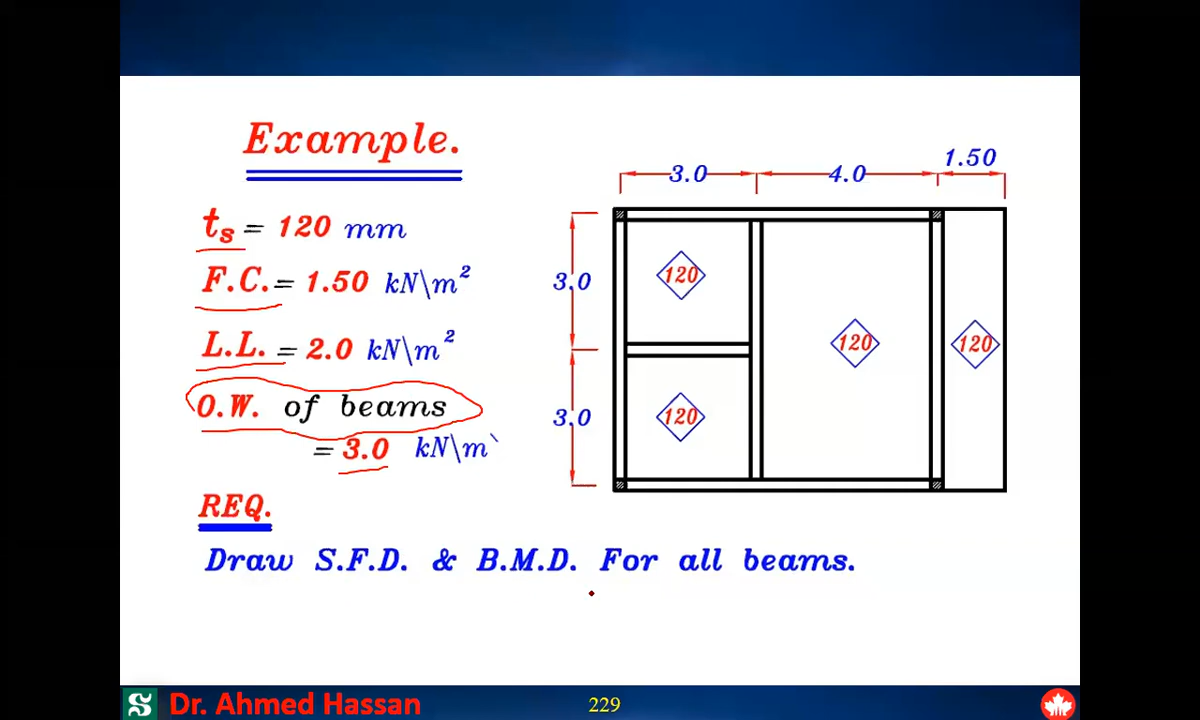 Example.
ts = 120 mm
F.C. = 1.50 kN\m²
L.L. = 2.0 kN\m²
O.W. of beams
= 3.0 kN\m`
REQ.
Draw S.F.D. & B.M.D. For all beams.
3.0 4.0 1.50
3.0
3.0
120
120
120
120
Dr. Ahmed Hassan
229